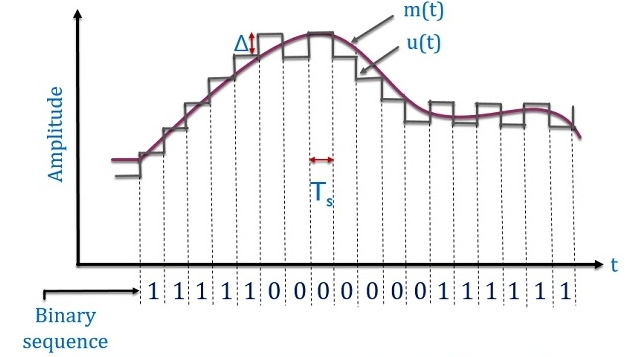 m(t)
u(t)
Δ
Amplitude
Ts
t
1 1 1 1 1 0 0 0 0 0 0 0 1 1 1 1 1 1
Binary
sequence